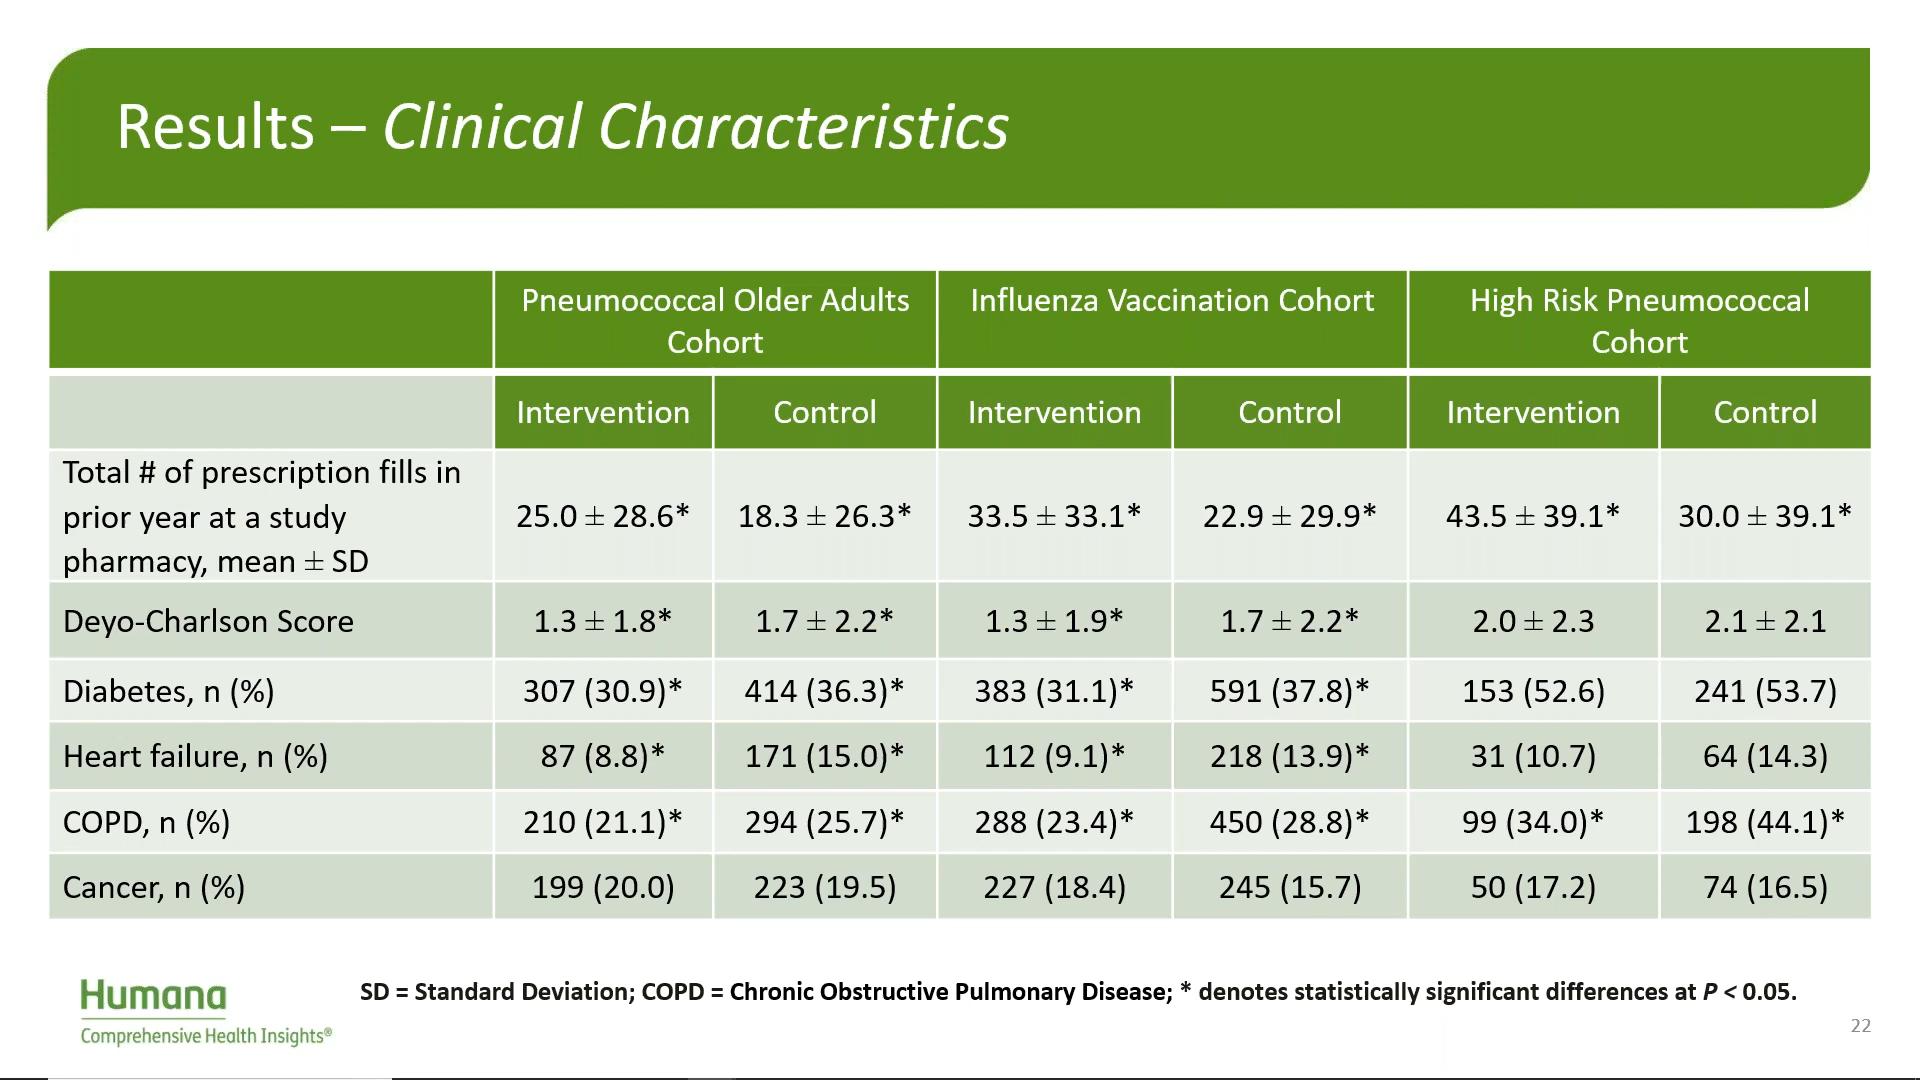 Results – Clinical Characteristics
Pneumococcal Older Adults Cohort | Influenza Vaccination Cohort | High Risk Pneumococcal Cohort
Intervention | Control | Intervention | Control | Intervention | Control
Total # of prescription fills in prior year at a study pharmacy, mean ± SD | 25.0 ± 28.6* | 18.3 ± 26.3* | 33.5 ± 33.1* | 22.9 ± 29.9* | 43.5 ± 39.1* | 30.0 ± 39.1*
Deyo-Charlson Score | 1.3 ± 1.8* | 1.7 ± 2.2* | 1.3 ± 1.9* | 1.7 ± 2.2* | 2.0 ± 2.3 | 2.1 ± 2.1
Diabetes, n (%) | 307 (30.9)* | 414 (36.3)* | 383 (31.1)* | 591 (37.8)* | 153 (52.6) | 241 (53.7)
Heart failure, n (%) | 87 (8.8)* | 171 (15.0)* | 112 (9.1)* | 218 (13.9)* | 31 (10.7) | 64 (14.3)
COPD, n (%) | 210 (21.1)* | 294 (25.7)* | 288 (23.4)* | 450 (28.8)* | 99 (34.0)* | 198 (44.1)*
Cancer, n (%) | 199 (20.0) | 223 (19.5) | 227 (18.4) | 245 (15.7) | 50 (17.2) | 74 (16.5)
SD = Standard Deviation; COPD = Chronic Obstructive Pulmonary Disease; * denotes statistically significant differences at P < 0.05.
Humana
Comprehensive Health Insights®
22